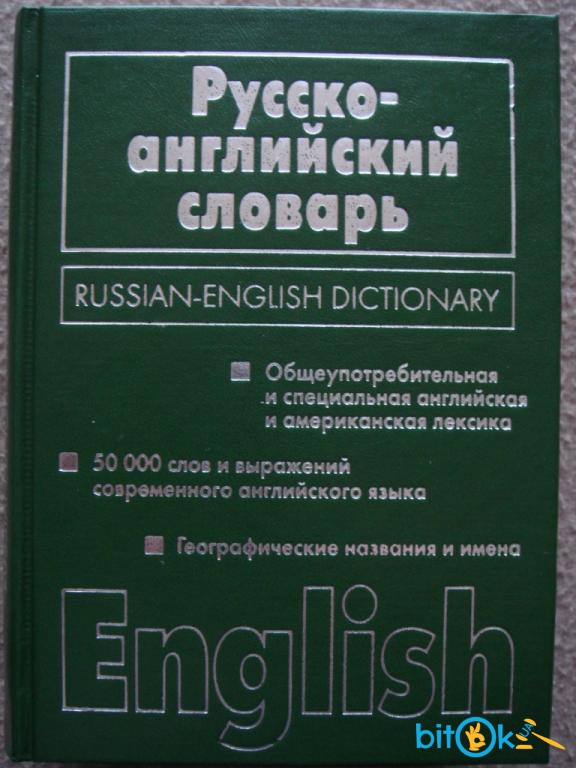 Русско-
английский
словарь
RUSSIAN-ENGLISH DICTIONARY
Общеупотребительная
и специальная английская
и американская лексика
50 000 слов и выражений
современного английского языка
Географические названия и имена
English
bitok.ua